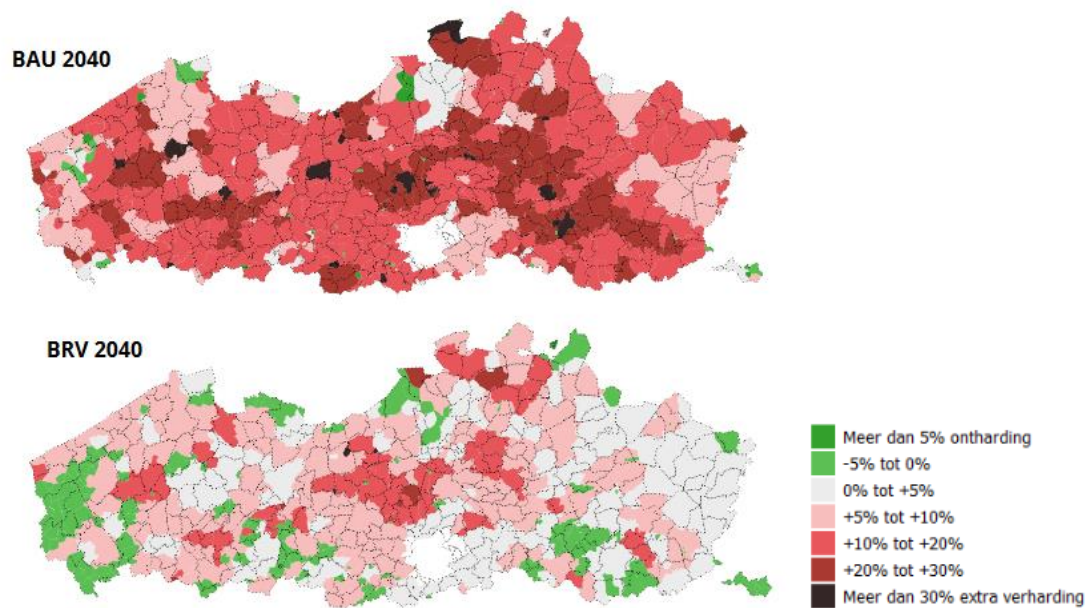 BAU 2040
BRV 2040
Meer dan 5% ontharding
-5% tot 0%
0% tot +5%
+5% tot +10%
+10% tot +20%
+20% tot +30%
Meer dan 30% extra verharding